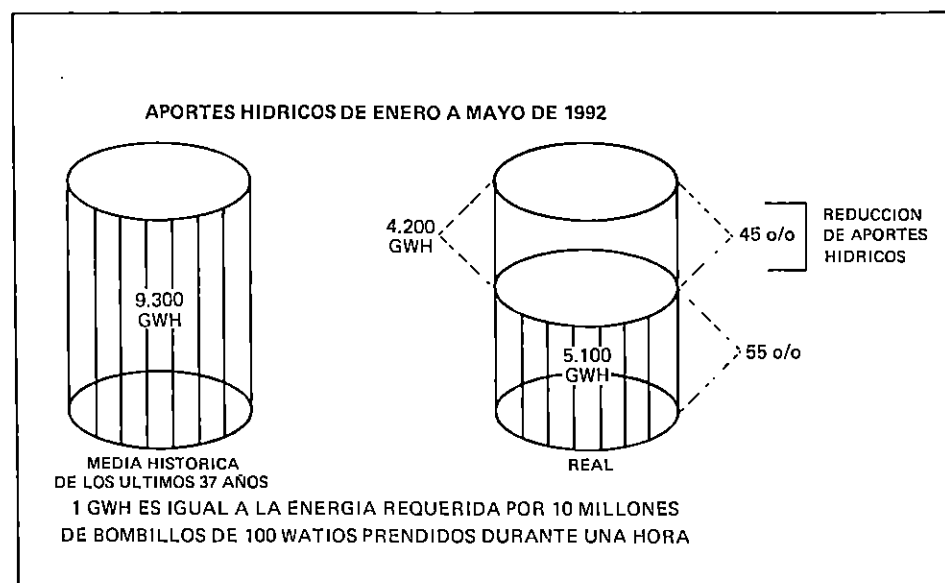 APORTES HIDRICOS DE ENERO A MAYO DE 1992
9.300
GWH
MEDIA HISTORICA
DE LOS ULTIMOS 37 AÑOS
4.200
GWH
5.100
GWH
REAL
45 o/o
REDUCCION
DE APORTES
HIDRICOS
55 o/o
1 GWH ES IGUAL A LA ENERGIA REQUERIDA POR 10 MILLONES
DE BOMBILLOS DE 100 WATIOS PRENDIDOS DURANTE UNA HORA